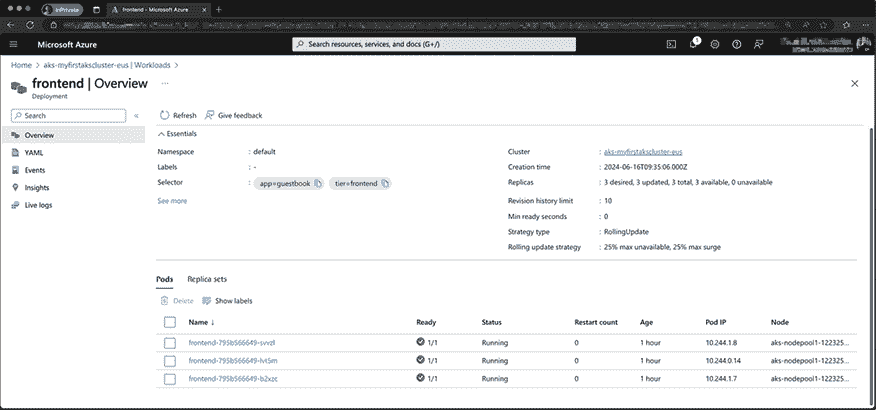 InPrivate
frontend - Microsoft Azure
Microsoft Azure
Search resources, services, and docs (G+/)
1
Home > aks-myfirstakscluster-eus | Workloads >
frontend | Overview ...
Deployment
Search
Overview
YAML
Events
Insights
Live logs
Refresh Give feedback
Essentials
Namespace : default
Labels : -
Selector : app=guestbook tier=frontend
See more
Cluster : aks-myfirstakscluster-eus
Creation time : 2024-06-16T09:35:06.000Z
Replicas : 3 desired, 3 updated, 3 total, 3 available, 0 unavailable
Revision history limit : 10
Min ready seconds : 0
Strategy type : RollingUpdate
Rolling update strategy : 25% max unavailable, 25% max surge
Pods Replica sets
Delete Show labels
Name ↓ Ready Status Restart count Age Pod IP Node
frontend-795b566649-svvzl 1/1 Running 0 1 hour 10.244.1.8 aks-nodepool1-122325...
frontend-795b566649-lvt5m 1/1 Running 0 1 hour 10.244.0.14 aks-nodepool1-122325...
frontend-795b566649-b2xzc 1/1 Running 0 1 hour 10.244.1.7 aks-nodepool1-122325...